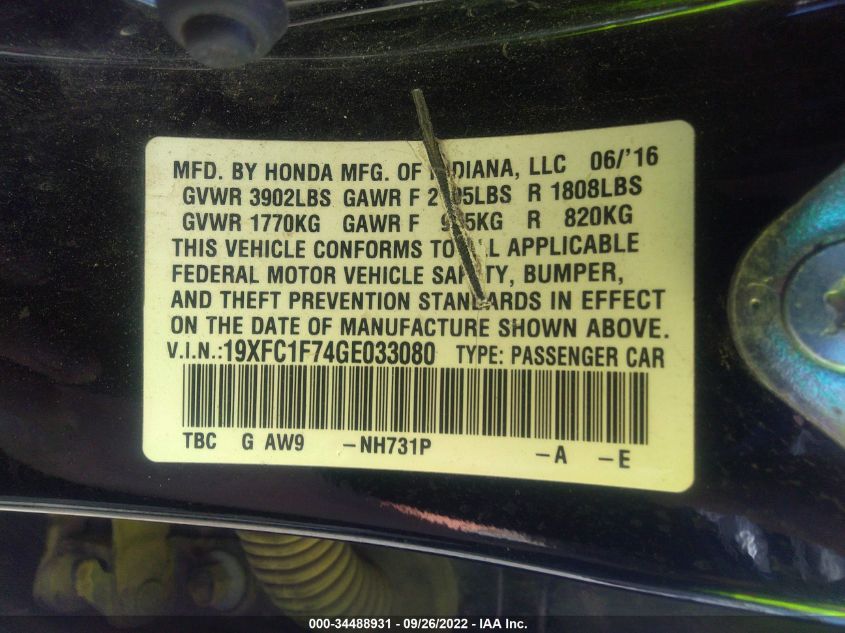 MFD. BY HONDA MFG. OF INDIANA, LLC 06/'16
GVWR 3902LBS GAWR F R 1808LBS
GVWR 1770KG GAWR F R 820KG
THIS VEHICLE CONFORMS TO ALL APPLICABLE
FEDERAL MOTOR VEHICLE SAFETY, BUMPER,
AND THEFT PREVENTION STANDARDS IN EFFECT
ON THE DATE OF MANUFACTURE SHOWN ABOVE.
V.I.N.:19XFC1F74GE033080 TYPE: PASSENGER CAR
TBC G AW9 -NH731P -A -E
000-34488931 - 09/26/2022 - IAA Inc.